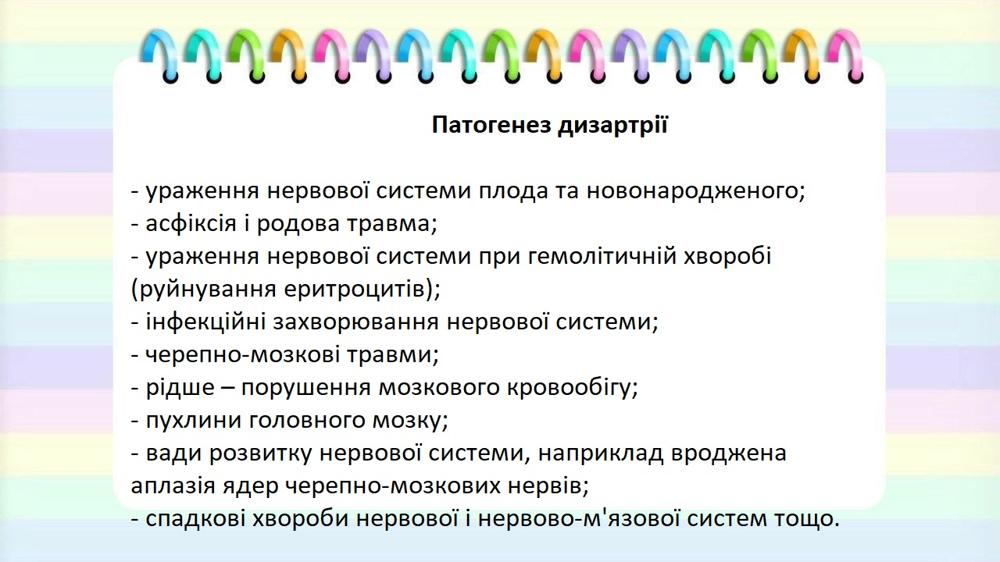 Патогенез дизартрії
- ураження нервової системи плода та новонародженого;
- асфіксія і родова травма;
- ураження нервової системи при гемолітичній хворобі
(руйнування еритроцитів);
- інфекційні захворювання нервової системи;
- черепно-мозкові травми;
- рідше – порушення мозкового кровообігу;
- пухлини головного мозку;
- вади розвитку нервової системи, наприклад вроджена
аплазія ядер черепно-мозкових нервів;
- спадкові хвороби нервової і нервово-м'язової систем тощо.